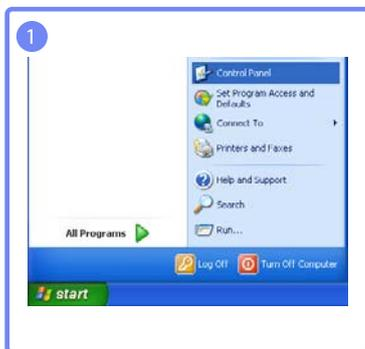 1
Control Panel
Set Program Access and
Defaults
Connect To
Printers and Faxes
Help and Support
Search
Run...
All Programs
Log Off
Turn Off Computer
start